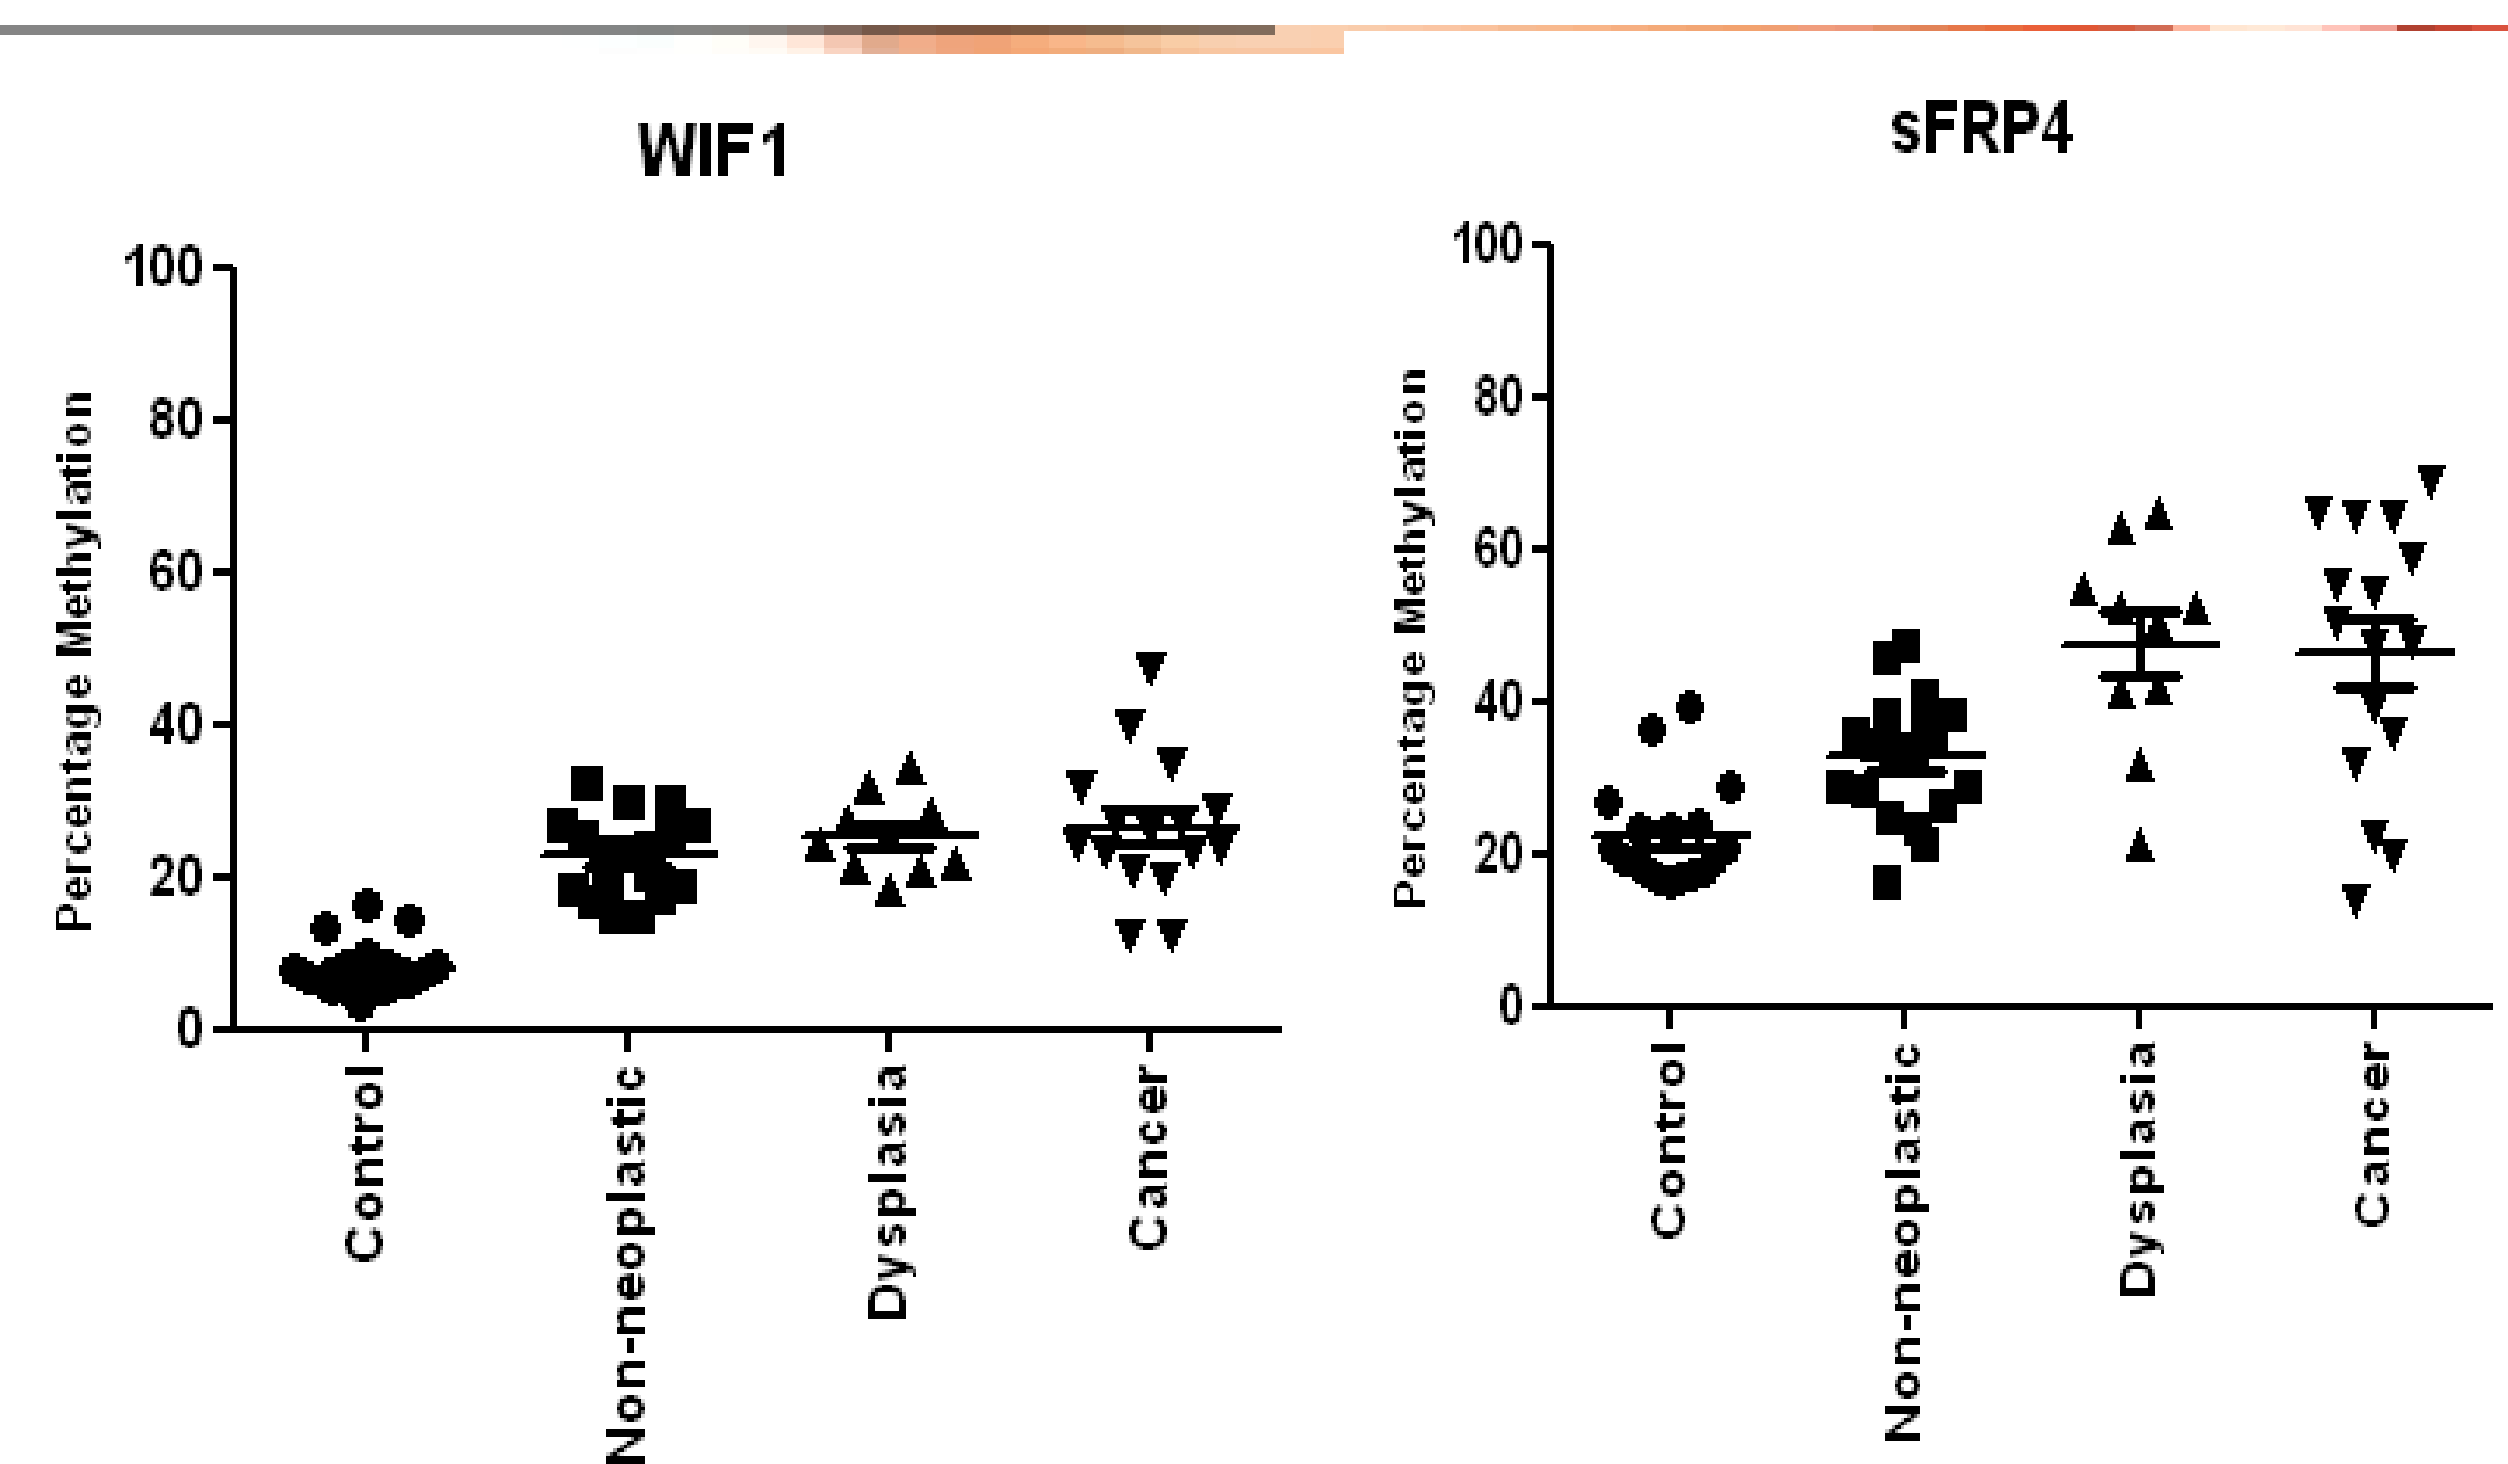 WIF1
Percentage Methylation
100
80
60
40
20
0
Control
Non-neoplastic
Dysplasia
Cancer
sFRP4
Percentage Methylation
100
80
60
40
20
0
Control
Non-neoplastic
Dysplasia
Cancer